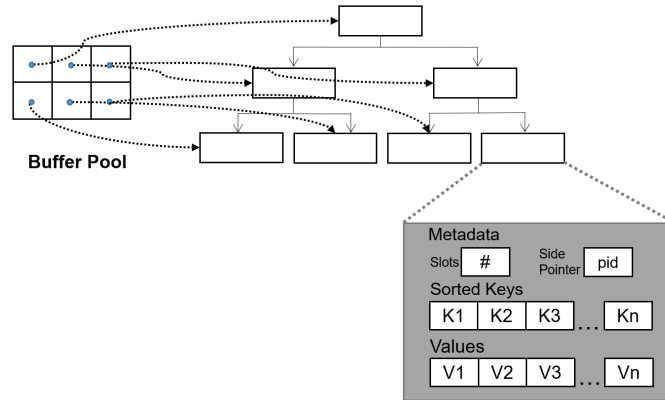 Buffer Pool
Metadata
Slots # Side Pointer pid
Sorted Keys
K1 K2 K3 ... Kn
Values
V1 V2 V3 ... Vn